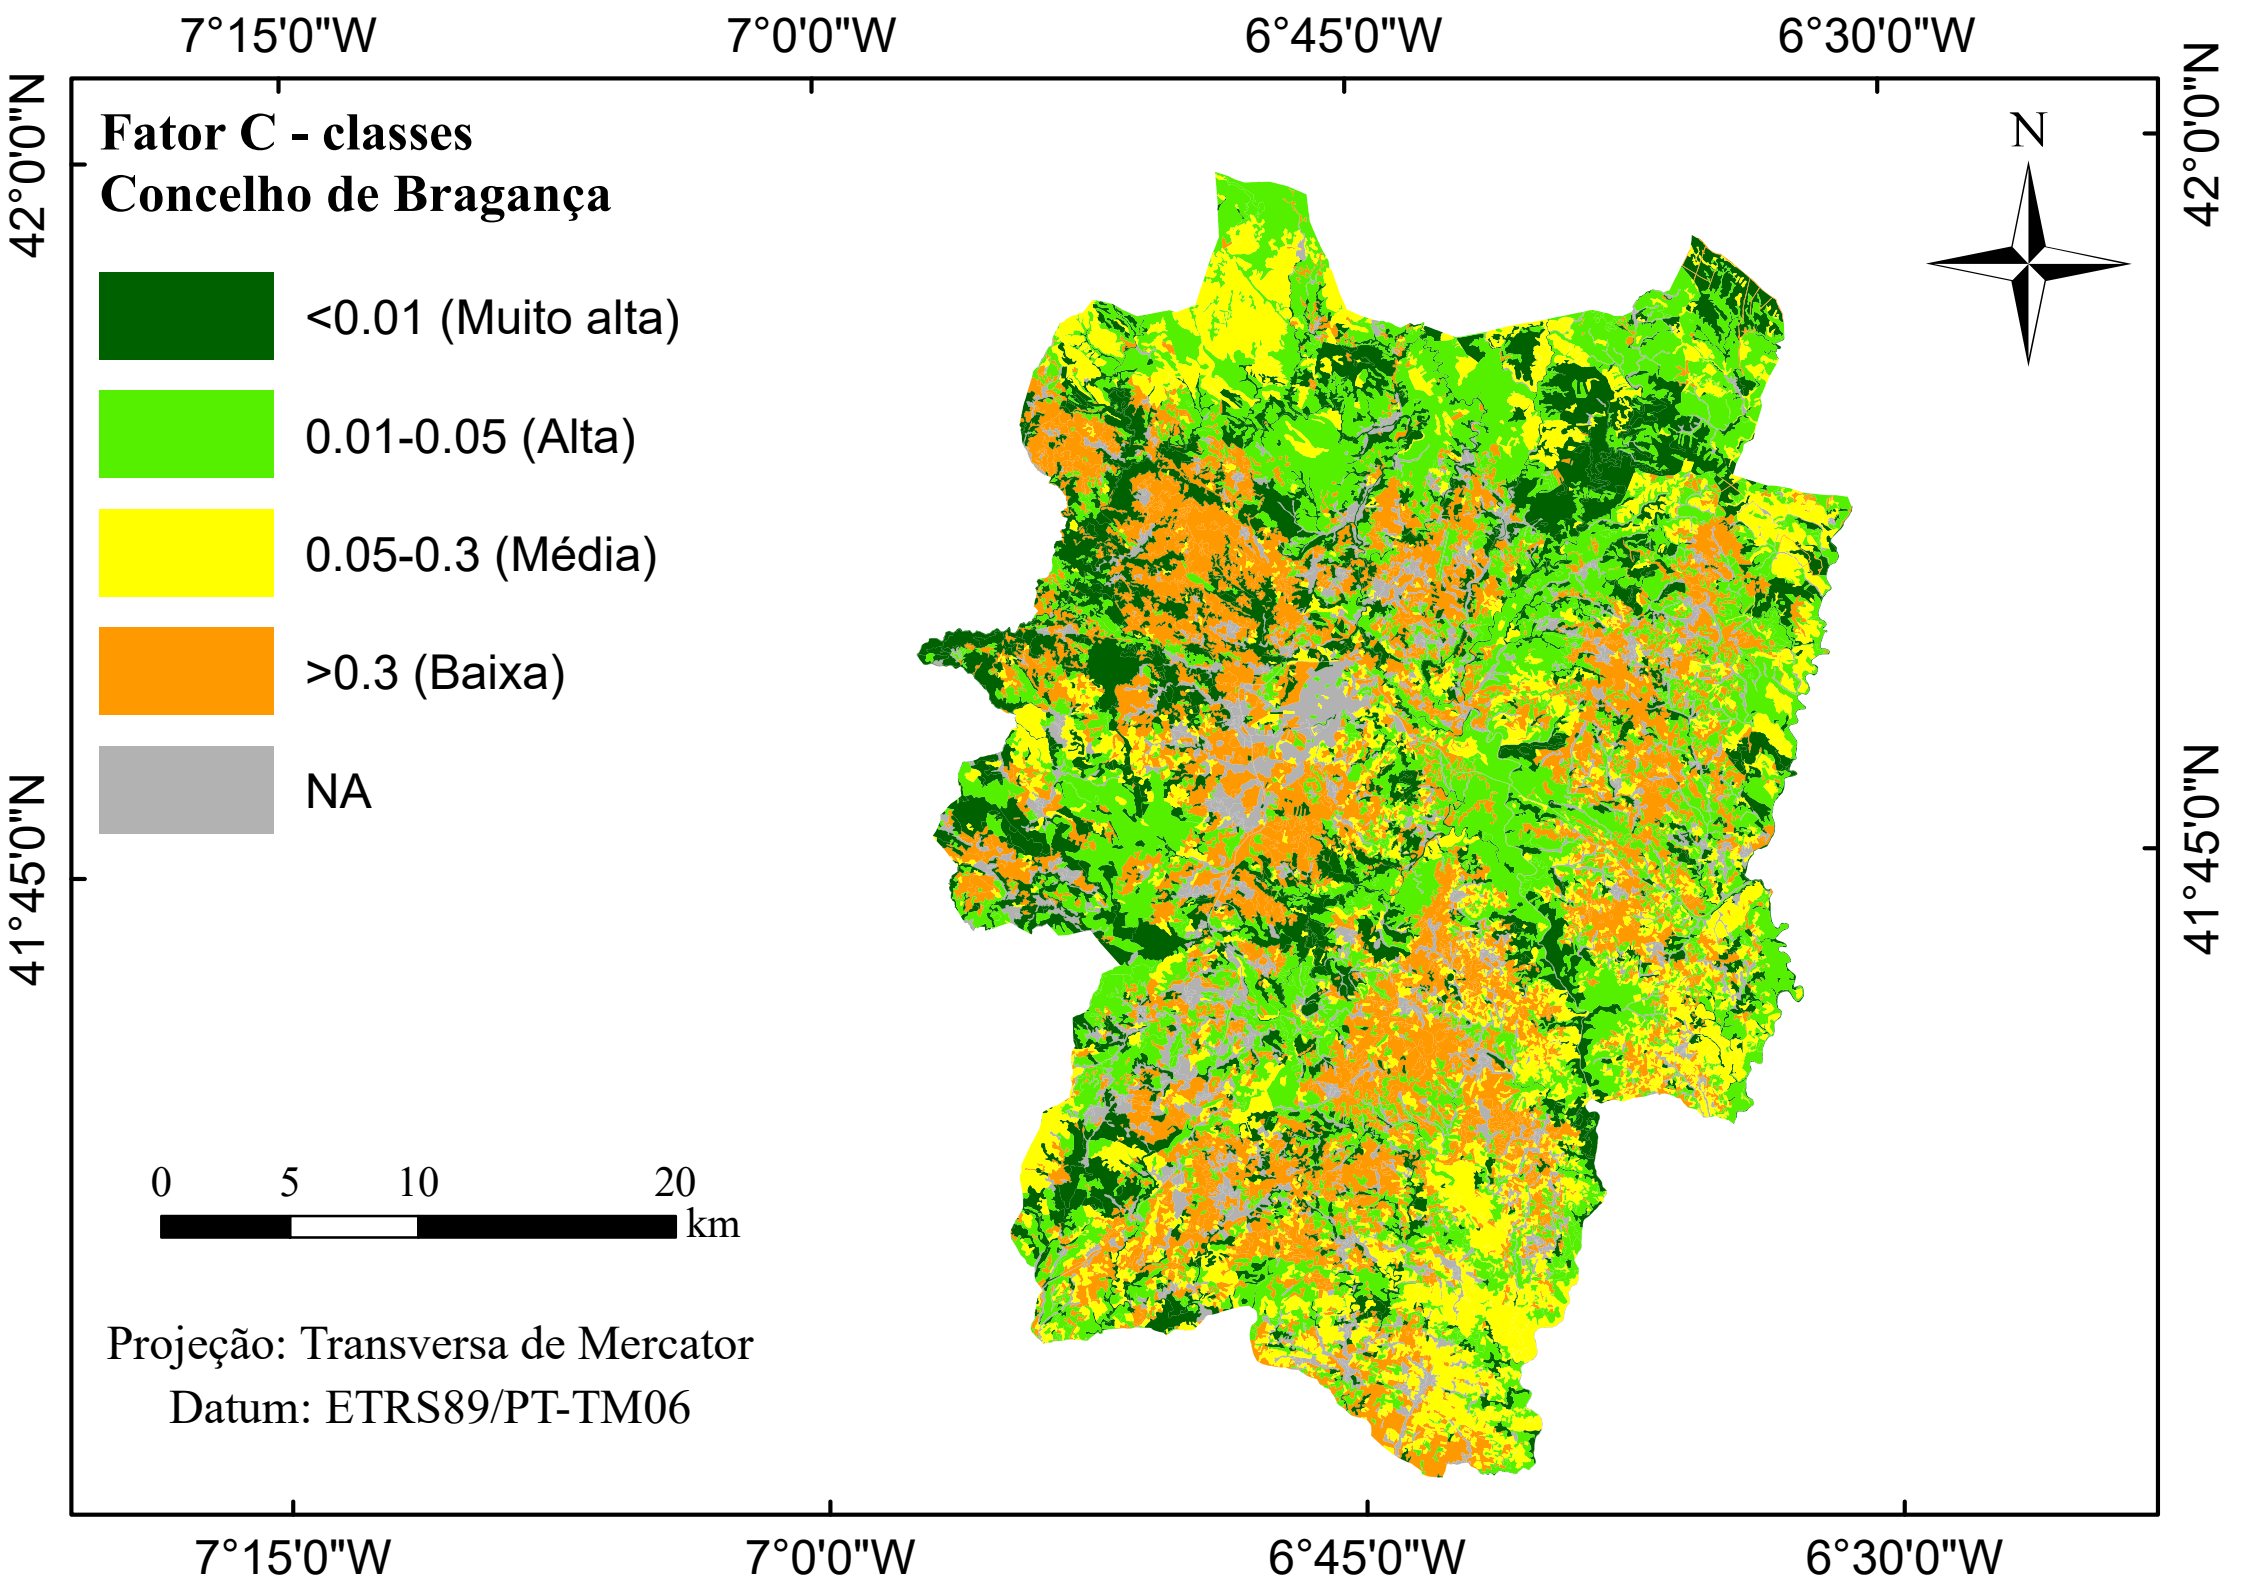 7°15'0"W
7°0'0"W
6°45'0"W
6°30'0"W
42°0'0"N
42°0'0"N
Fator C - classes
Concelho de Bragança
N
<0.01 (Muito alta)
0.01-0.05 (Alta)
0.05-0.3 (Média)
>0.3 (Baixa)
NA
41°45'0"N
41°45'0"N
0 5 10 20
km
Projeção: Transversa de Mercator
Datum: ETRS89/PT-TM06
7°15'0"W
7°0'0"W
6°45'0"W
6°30'0"W